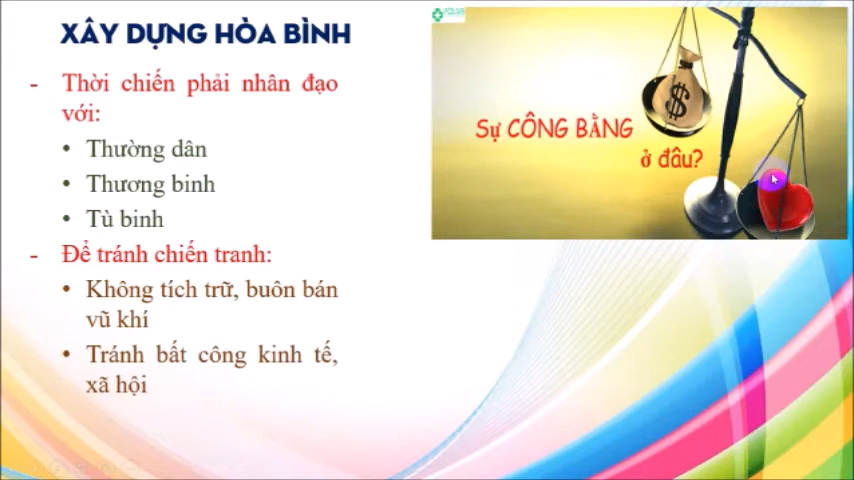 XÂY DỰNG HÒA BÌNH
- Thời chiến phải nhân đạo
với:
• Thường dân
• Thương binh
• Tù binh
- Để tránh chiến tranh:
• Không tích trữ, buôn bán
vũ khí
• Tránh bất công kinh tế,
xã hội
Sự CÔNG BẰNG
ở đâu?
$